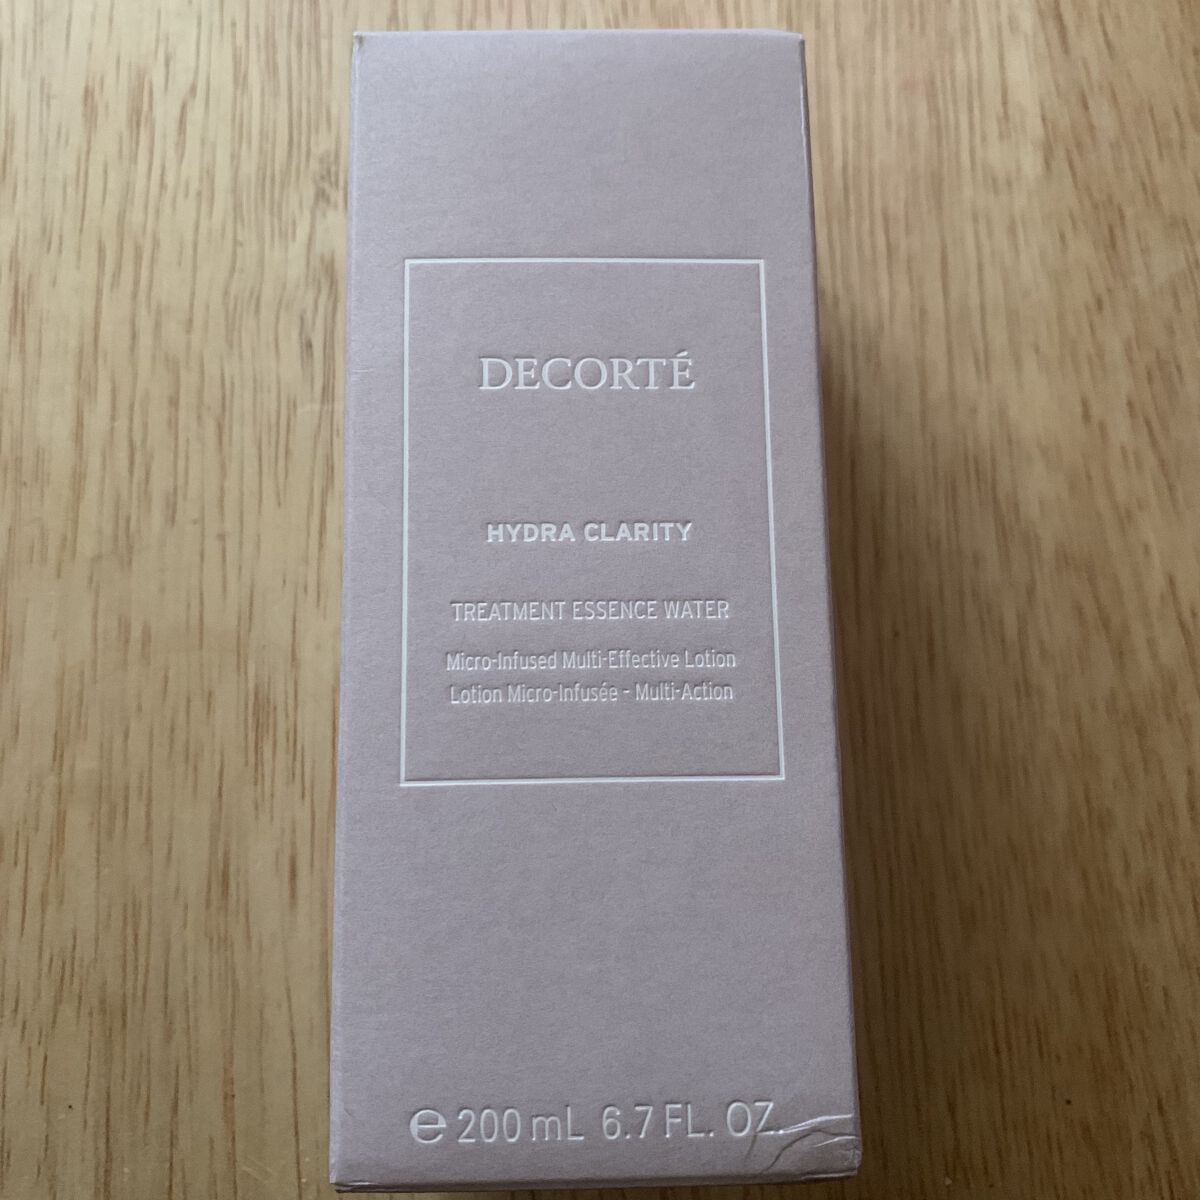 DECORTÉ
HYDRA CLARITY
TREATMENT ESSENCE WATER
Micro-Infused Multi-Effective Lotion
Lotion Micro-Infusée - Multi-Action
℮ 200 mL 6.7 FL. OZ.